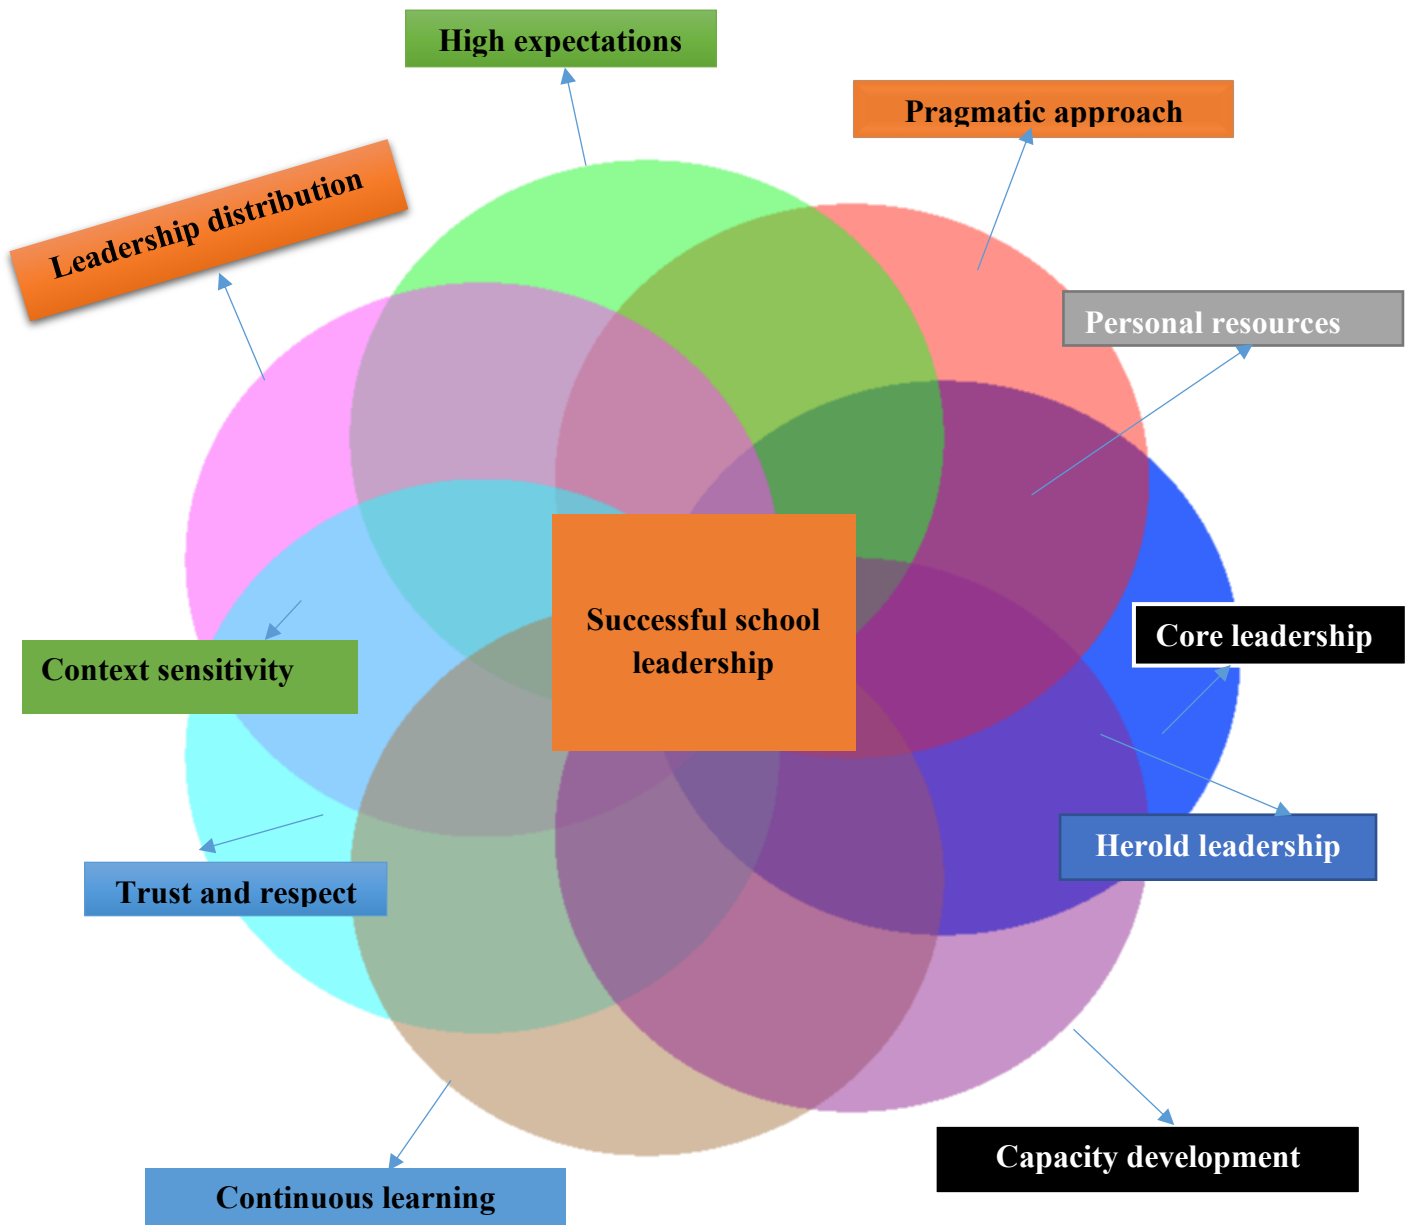 High expectations
Pragmatic approach
Leadership distribution
Personal resources
Successful school
leadership
Core leadership
Context sensitivity
Herold leadership
Trust and respect
Capacity development
Continuous learning